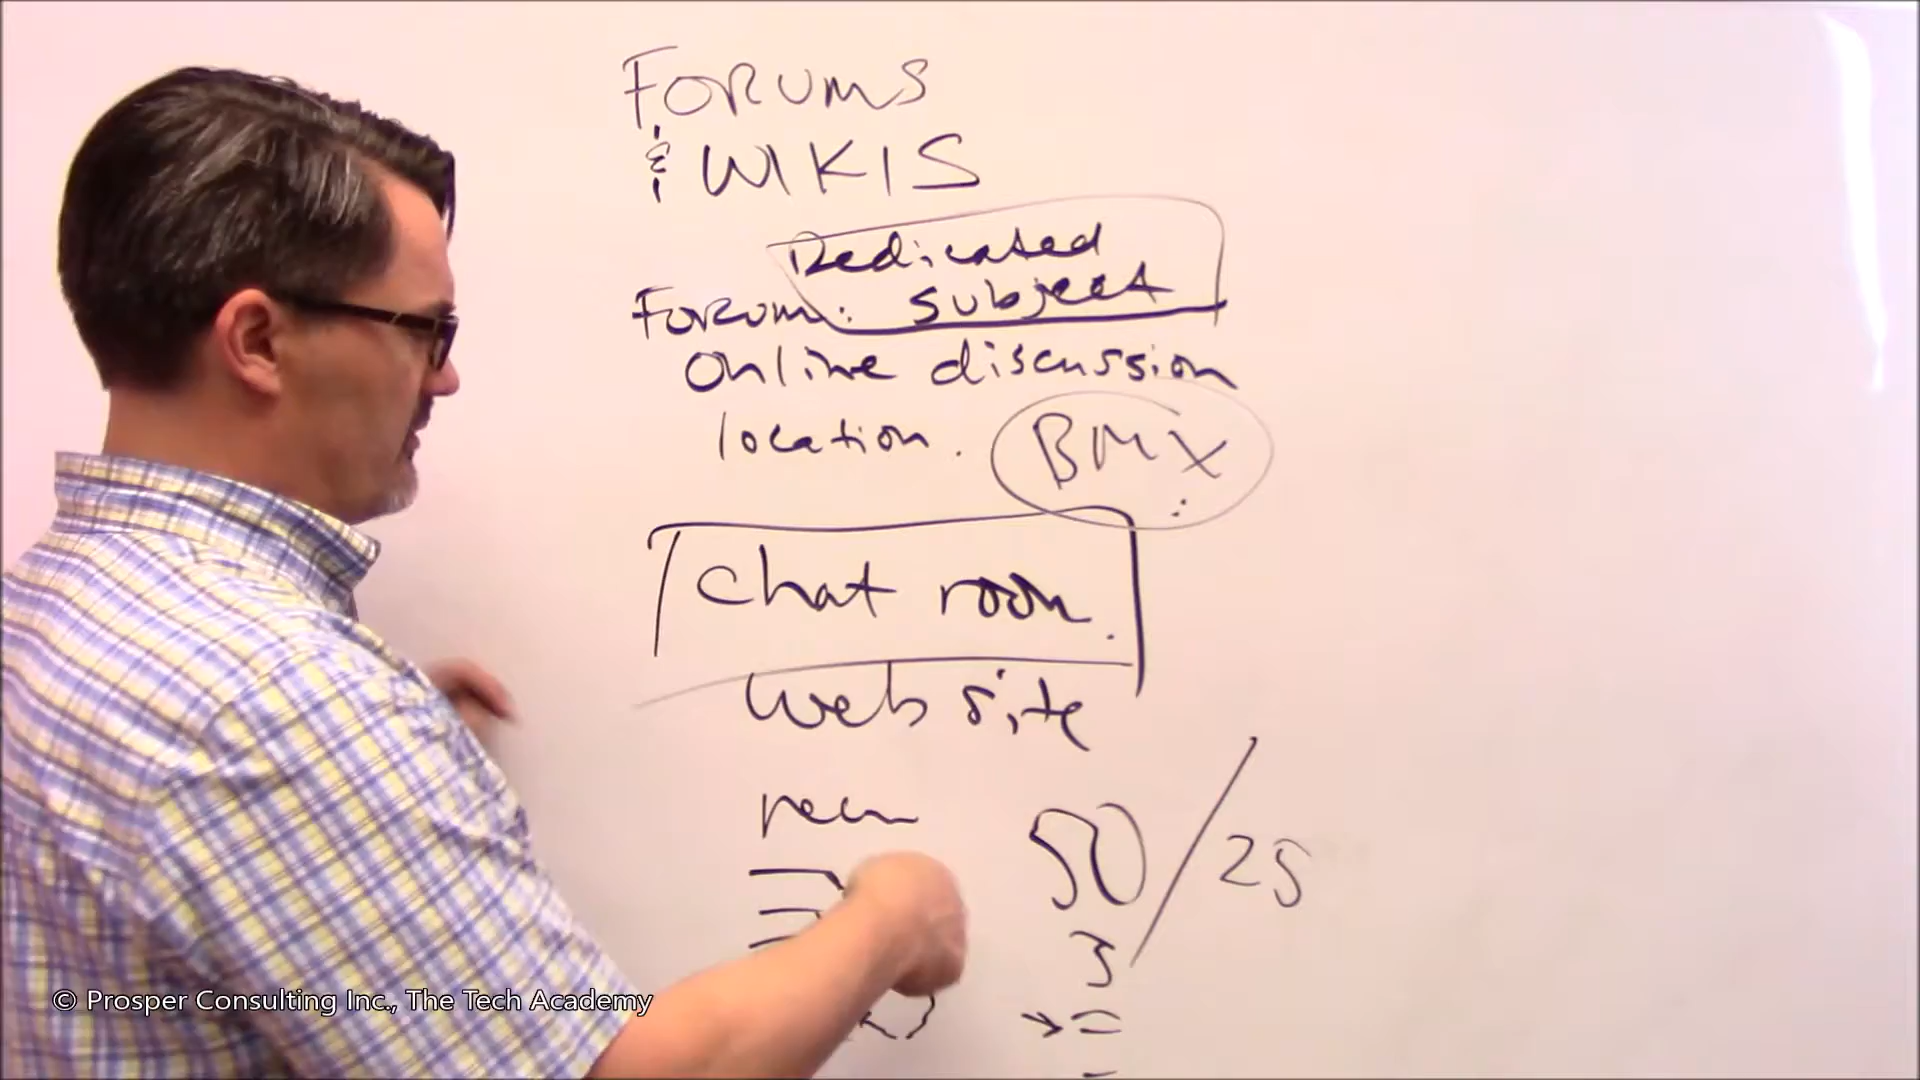 FORUMS
& WIKIS
Dedicated
Forum: subject
online discussion
location. BMX
chat room.
web site
50/25
3
© Prosper Consulting Inc., The Tech Academy